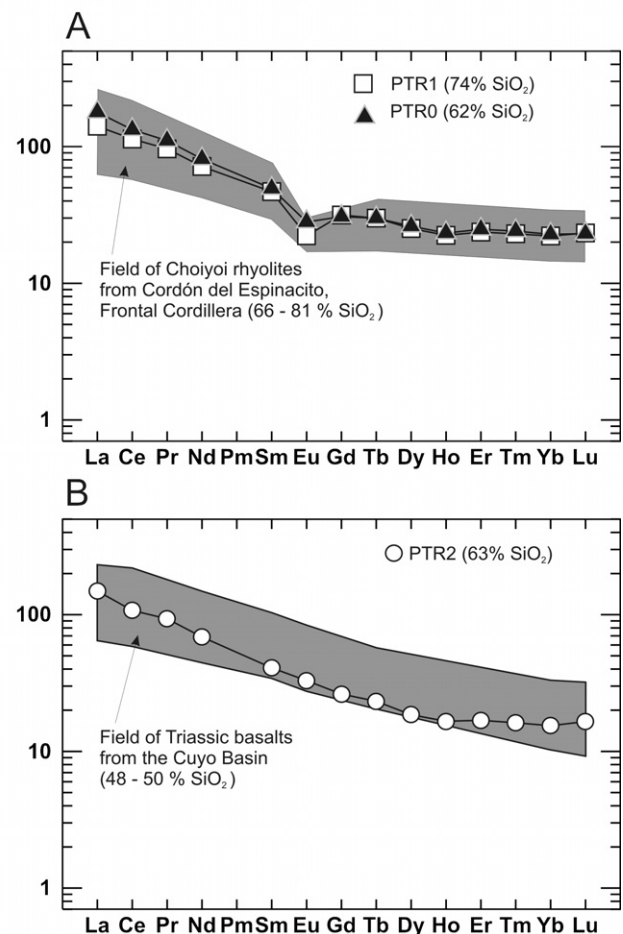 A
PTR1 (74% SiO₂)
PTR0 (62% SiO₂)
100
10
1
Field of Choiyoi rhyolites
from Cordón del Espinacito,
Frontal Cordillera (66 - 81 % SiO₂)
La Ce Pr Nd Pm Sm Eu Gd Tb Dy Ho Er Tm Yb Lu
B
PTR2 (63% SiO₂)
100
10
1
Field of Triassic basalts
from the Cuyo Basin
(48 - 50 % SiO₂)
La Ce Pr Nd Pm Sm Eu Gd Tb Dy Ho Er Tm Yb Lu